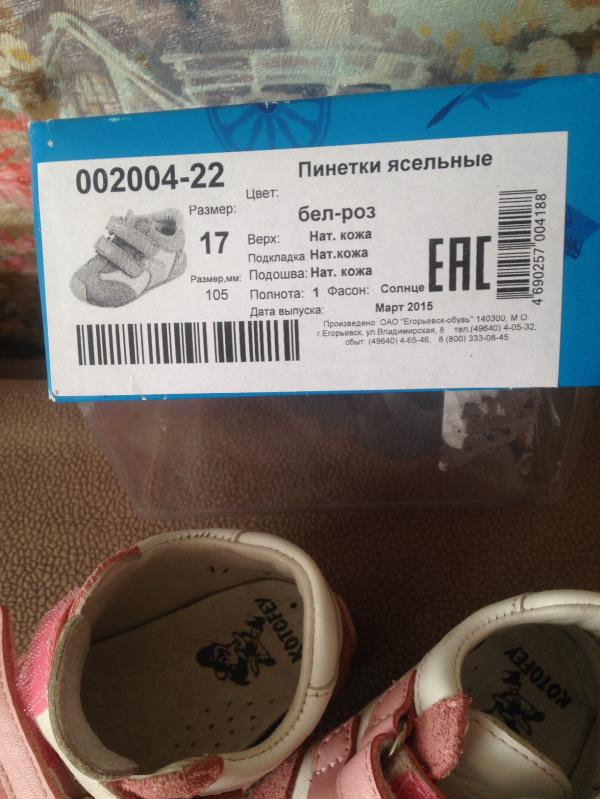 002004-22
Пинетки ясельные
Цвет:
бел-роз
Размер:
17
Верх: Нат. кожа
Подкладка Нат.кожа
Подошва: Нат. кожа
Размер,мм:
105
Полнота: 1 Фасон: Солнце
Дата выпуска: Март 2015
EAC
4 690257 004188
Произведено: ОАО "Егорьевск-обувь" 140300, М О
г.Егорьевск, ул.Владимирская, 8 тел.(49640) 4-05-32,
сбыт: (49640) 4-65-46, 8 (800) 333-08-45
17
KOTOFEY
KOTOFEY